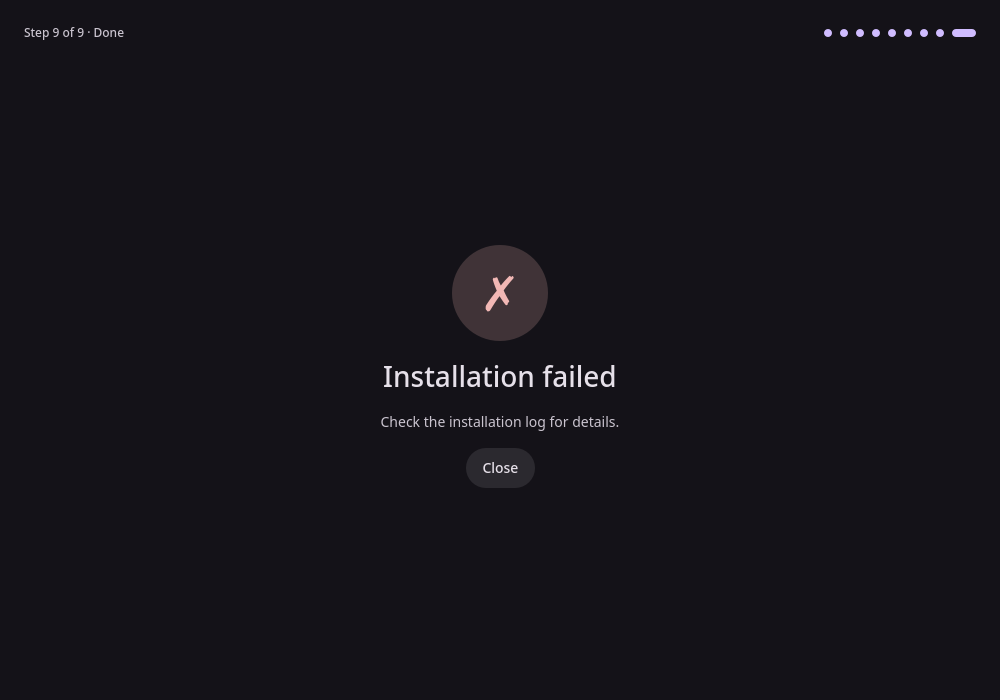 Step 9 of 9 · Done
Installation failed
Check the installation log for details.
Close